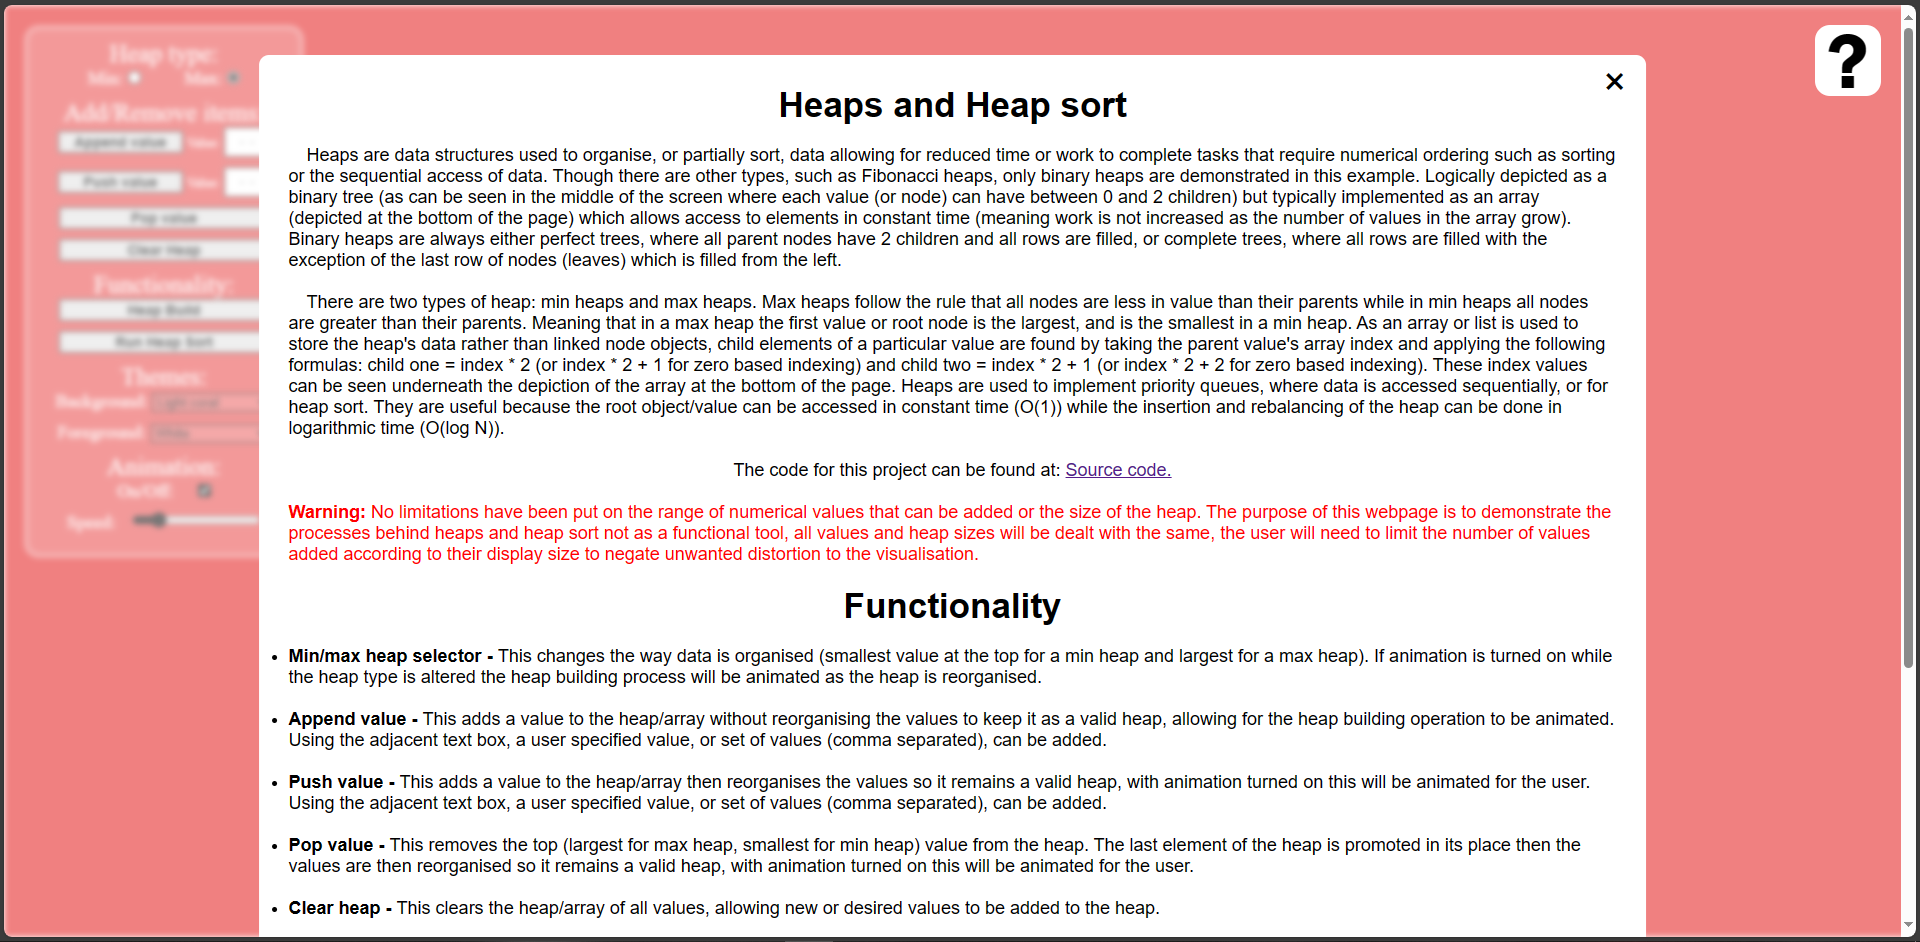 Heap type:
Min: Max:
Add/Remove items:
Append value Value:
Push value Value:
Pop value
Clear Heap
Functionality:
Heap Build
Run Heap Sort
Themes:
Background:
Foreground: White
Animation:
On/Off:
Speed:
?
Heaps and Heap sort
Heaps are data structures used to organise, or partially sort, data allowing for reduced time or work to complete tasks that require numerical ordering such as sorting
or the sequential access of data. Though there are other types, such as Fibonacci heaps, only binary heaps are demonstrated in this example. Logically depicted as a
binary tree (as can be seen in the middle of the screen where each value (or node) can have between 0 and 2 children) but typically implemented as an array
(depicted at the bottom of the page) which allows access to elements in constant time (meaning work is not increased as the number of values in the array grow).
Binary heaps are always either perfect trees, where all parent nodes have 2 children and all rows are filled, or complete trees, where all rows are filled with the
exception of the last row of nodes (leaves) which is filled from the left.
There are two types of heap: min heaps and max heaps. Max heaps follow the rule that all nodes are less in value than their parents while in min heaps all nodes
are greater than their parents. Meaning that in a max heap the first value or root node is the largest, and is the smallest in a min heap. As an array or list is used to
store the heap's data rather than linked node objects, child elements of a particular value are found by taking the parent value's array index and applying the following
formulas: child one = index * 2 (or index * 2 + 1 for zero based indexing) and child two = index * 2 + 1 (or index * 2 + 2 for zero based indexing). These index values
can be seen underneath the depiction of the array at the bottom of the page. Heaps are used to implement priority queues, where data is accessed sequentially, or for
heap sort. They are useful because the root object/value can be accessed in constant time (O(1)) while the insertion and rebalancing of the heap can be done in
logarithmic time (O(log N)).
The code for this project can be found at: Source code.
Warning: No limitations have been put on the range of numerical values that can be added or the size of the heap. The purpose of this webpage is to demonstrate the
processes behind heaps and heap sort not as a functional tool, all values and heap sizes will be dealt with the same, the user will need to limit the number of values
added according to their display size to negate unwanted distortion to the visualisation.
Functionality
• Min/max heap selector - This changes the way data is organised (smallest value at the top for a min heap and largest for a max heap). If animation is turned on while
the heap type is altered the heap building process will be animated as the heap is reorganised.
• Append value - This adds a value to the heap/array without reorganising the values to keep it as a valid heap, allowing for the heap building operation to be animated.
Using the adjacent text box, a user specified value, or set of values (comma separated), can be added.
• Push value - This adds a value to the heap/array then reorganises the values so it remains a valid heap, with animation turned on this will be animated for the user.
Using the adjacent text box, a user specified value, or set of values (comma separated), can be added.
• Pop value - This removes the top (largest for max heap, smallest for min heap) value from the heap. The last element of the heap is promoted in its place then the
values are then reorganised so it remains a valid heap, with animation turned on this will be animated for the user.
• Clear heap - This clears the heap/array of all values, allowing new or desired values to be added to the heap.